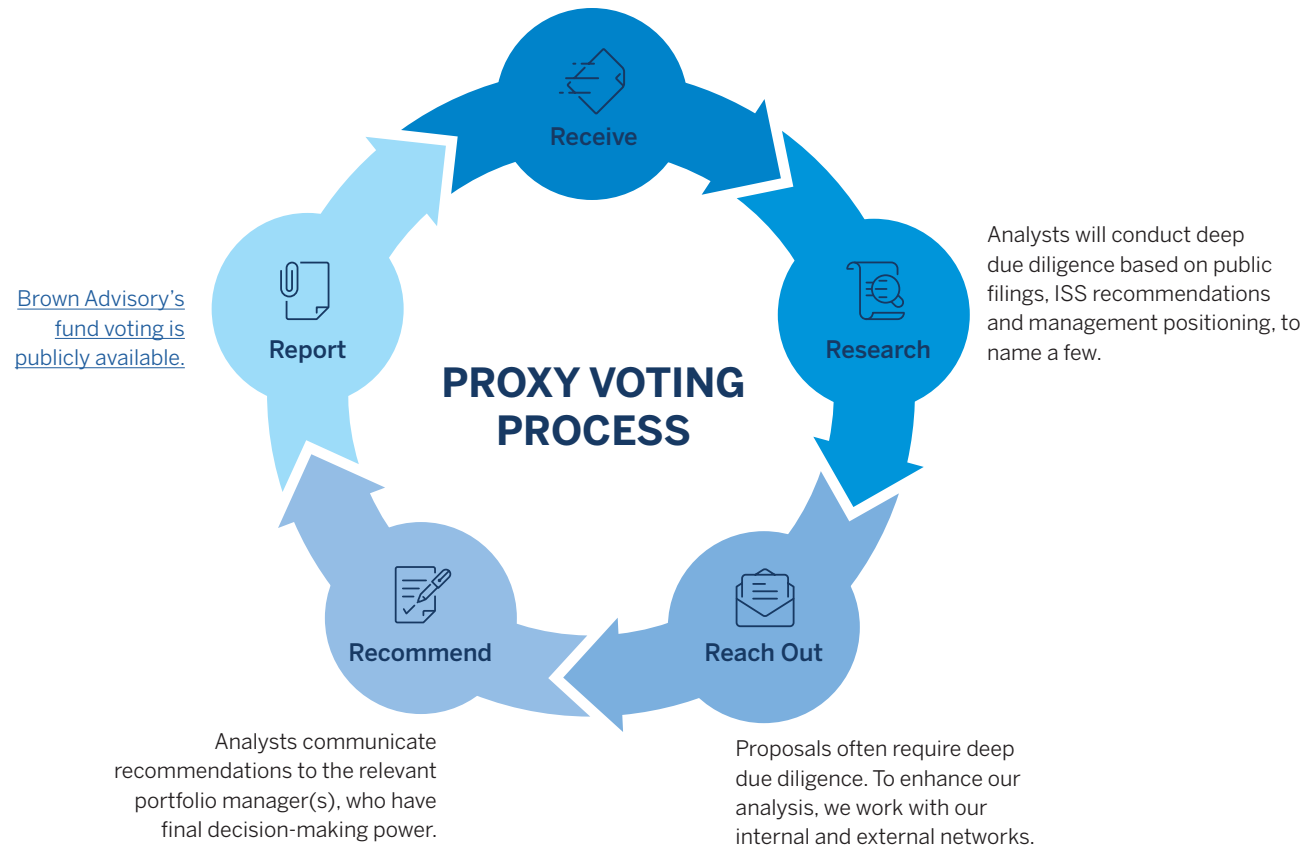 Receive
Research
Analysts will conduct deep
due diligence based on public
filings, ISS recommendations
and management positioning, to
name a few.
Brown Advisory's
fund voting is
publicly available.
Report
PROXY VOTING
PROCESS
Reach Out
Proposals often require deep
due diligence. To enhance our
analysis, we work with our
internal and external networks.
Recommend
Analysts communicate
recommendations to the relevant
portfolio manager(s), who have
final decision-making power.